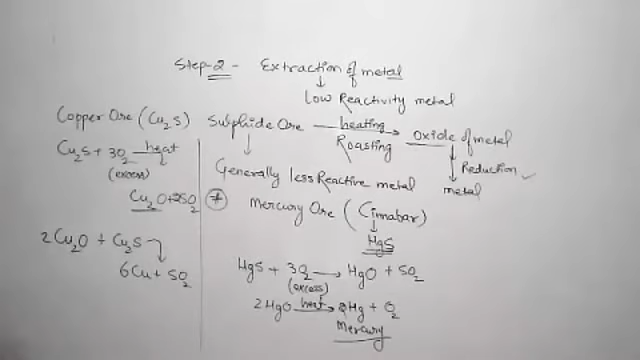 Step-2 - Extraction of metal
↓
Low Reactivity metal
Copper Ore (Cu₂S)
Cu₂S + 3O₂ heat→
(excess)
Cu₂O + 2SO₂
2Cu₂O + Cu₂S
6Cu + SO₂
Sulphide Ore heating→ Oxide of metal
Roasting
↓ ↓ Reduction ✓
Generally less Reactive metal metal
* Mercury Ore (Cinnabar)
↓
HgS
HgS + 3O₂ → HgO + SO₂
(excess)
2HgO heat→ 2Hg + O₂
Mercury